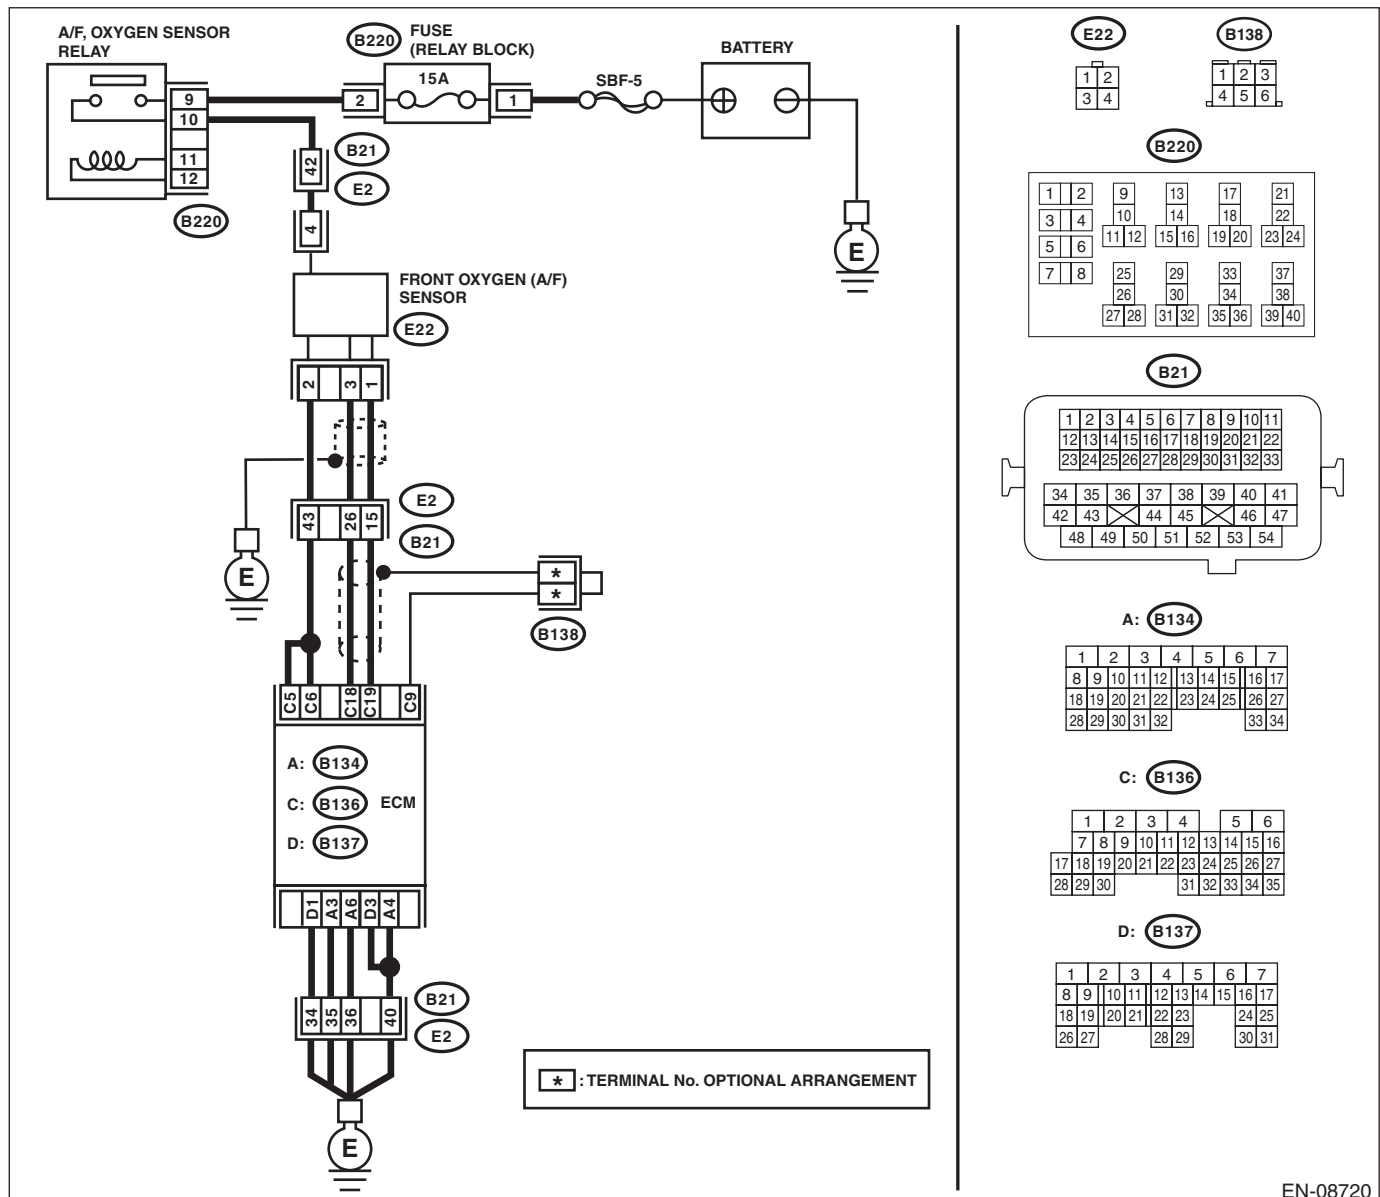 A/F, OXYGEN SENSOR
RELAY
B220
FUSE
(RELAY BLOCK)
15A
SBF-5
BATTERY
9
10
11
12
2
1
B220
42
B21
E2
4
E
FRONT OXYGEN (A/F)
SENSOR
E22
2 3 1
E
E2
43 26 15
B21
*
*
B138
C5 C6 C18 C19 C9
A: B134
C: B136 ECM
D: B137
D1 A3 A6 D3 A4
34 35 36 40
B21
E2
E
* : TERMINAL No. OPTIONAL ARRANGEMENT
E22
1 2
3 4
B138
1 2 3
4 5 6
B220
1 2 9 13 17 21
3 4 10 14 18 22
5 6 11 12 15 16 19 20 23 24
7 8 25 29 33 37
26 30 34 38
27 28 31 32 35 36 39 40
B21
1 2 3 4 5 6 7 8 9 10 11
12 13 14 15 16 17 18 19 20 21 22
23 24 25 26 27 28 29 30 31 32 33
34 35 36 37 38 39 40 41
42 43 44 45 46 47
48 49 50 51 52 53 54
A: B134
1 2 3 4 5 6 7
8 9 10 11 12 13 14 15 16 17
18 19 20 21 22 23 24 25 26 27
28 29 30 31 32 33 34
C: B136
1 2 3 4 5 6
7 8 9 10 11 12 13 14 15 16
17 18 19 20 21 22 23 24 25 26 27
28 29 30 31 32 33 34 35
D: B137
1 2 3 4 5 6 7
8 9 10 11 12 13 14 15 16 17
18 19 20 21 22 23 24 25
26 27 28 29 30 31
EN-08720